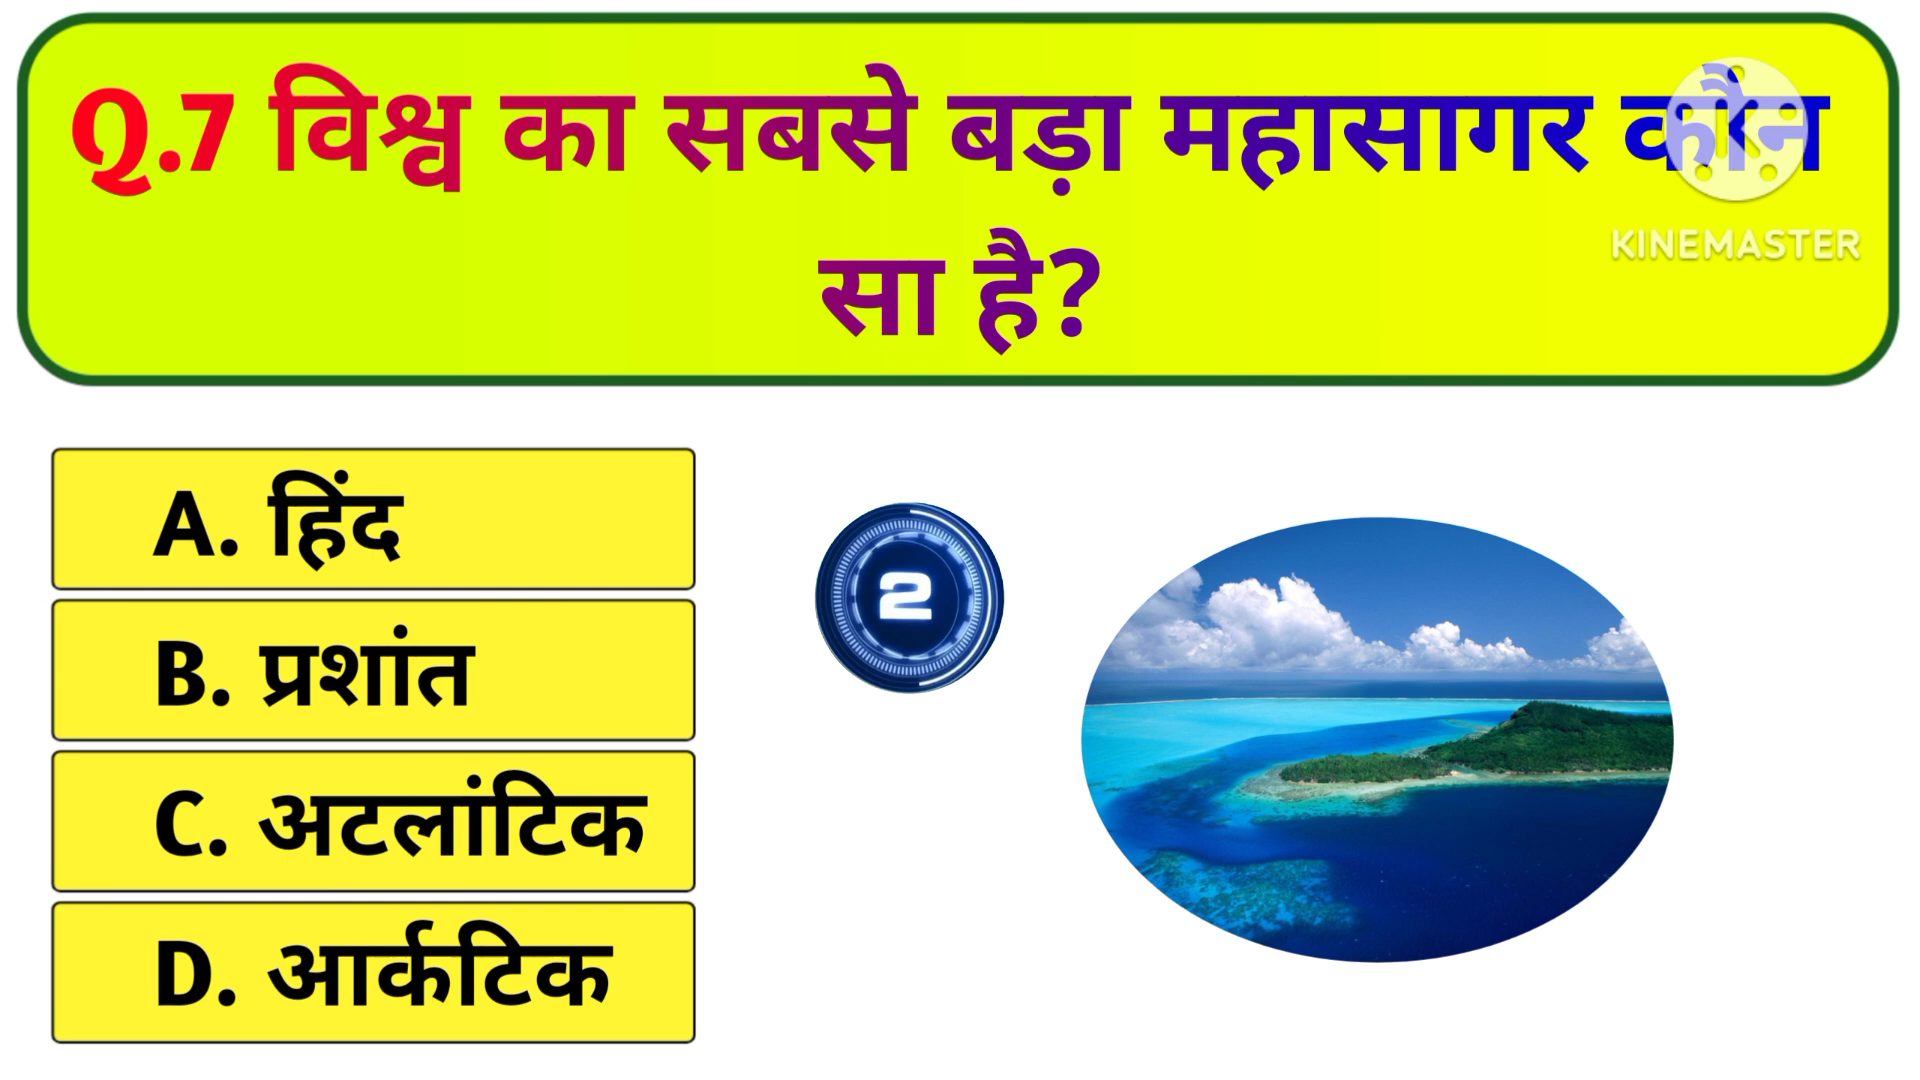 Q.7 विश्व का सबसे बड़ा महासागर कौन
सा है?
KINEMASTER
A. हिंद
B. प्रशांत
C. अटलांटिक
D. आर्कटिक
2